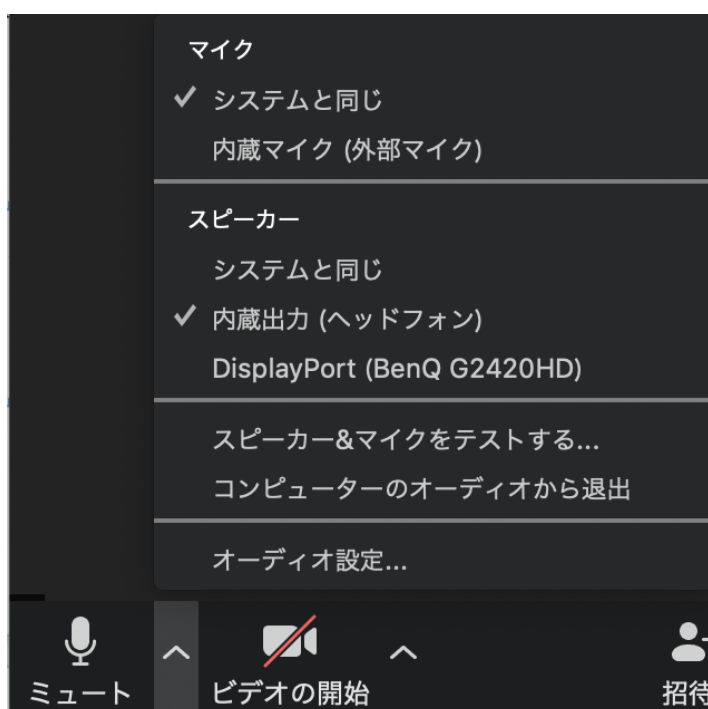 マイク
システムと同じ
内蔵マイク (外部マイク)
スピーカー
システムと同じ
内蔵出力 (ヘッドフォン)
DisplayPort (BenQ G2420HD)
スピーカー&マイクをテストする...
コンピューターのオーディオから退出
オーディオ設定...
ミュート ビデオの開始 招待